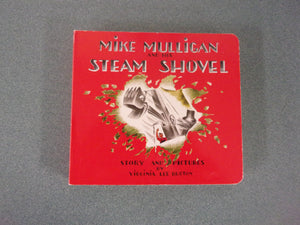 MIKE MULLIGAN
AND HIS
STEAM SHOVEL
STORY AND PICTURES
BY
VIRGINIA LEE BURTON